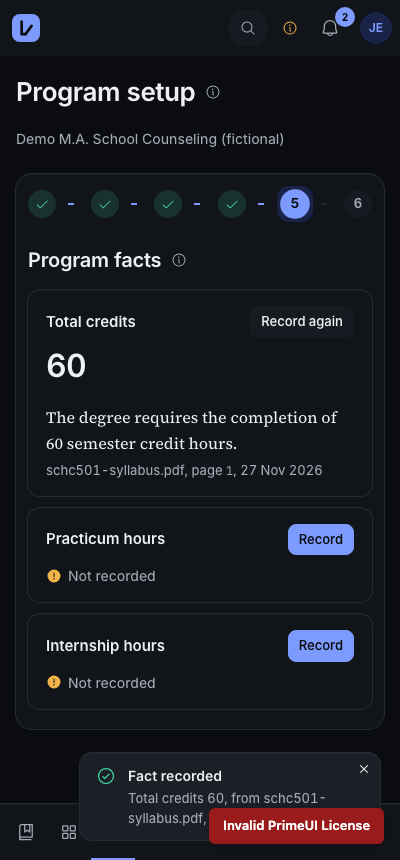 2
JE
Program setup
Demo M.A. School Counseling (fictional)
5
6
Program facts
Total credits
Record again
60
The degree requires the completion of
60 semester credit hours.
schc501-syllabus.pdf, page 1, 27 Nov 2026
Practicum hours
Record
Not recorded
Internship hours
Record
Not recorded
Fact recorded
Total credits 60, from schc501-
syllabus.pdf,
Invalid PrimeUI License